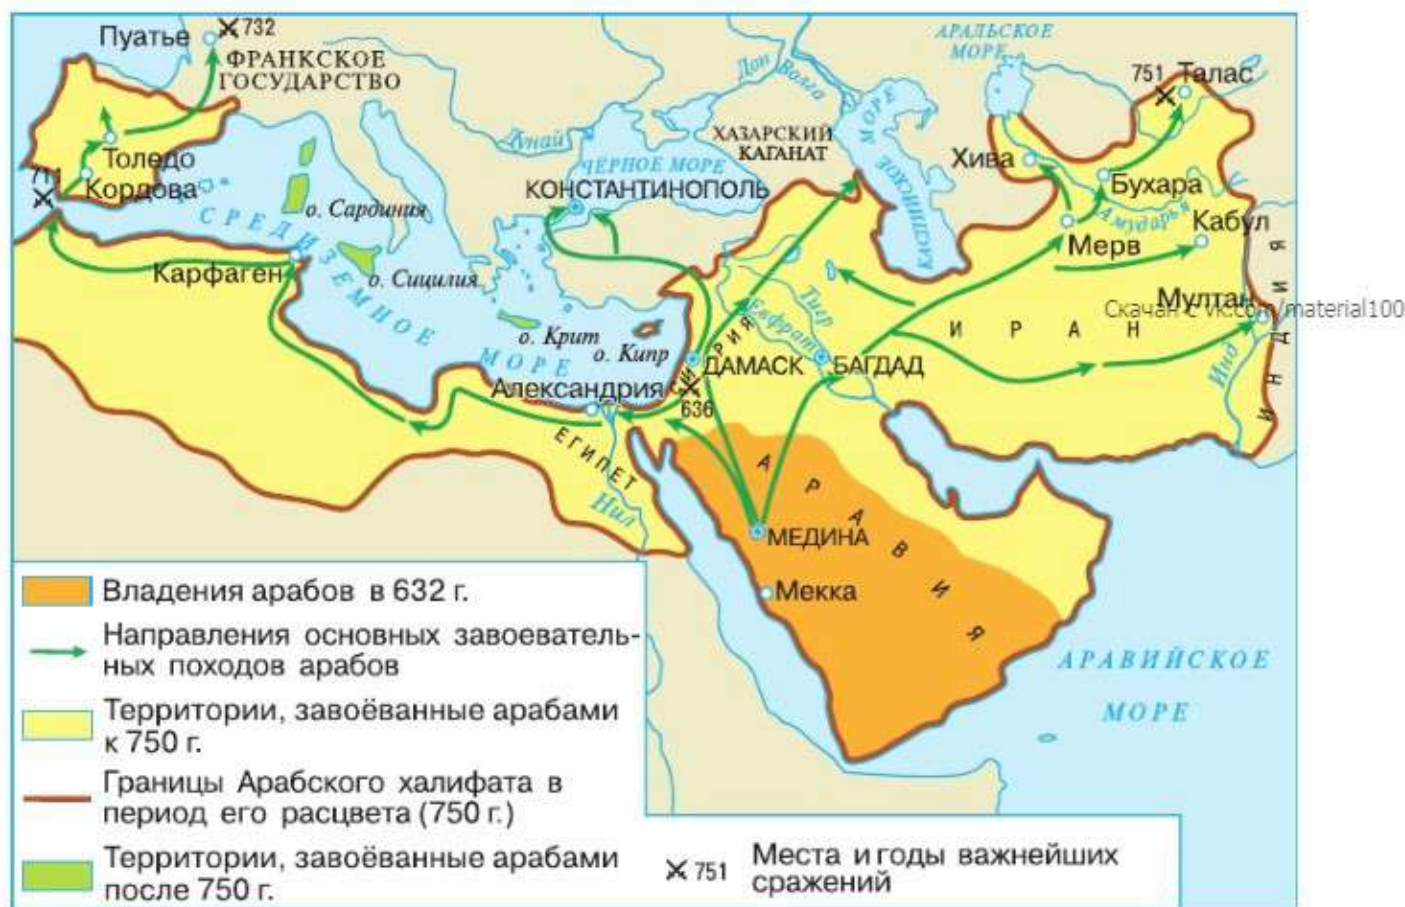 Пуатье
732
ФРАНКСКОЕ
ГОСУДАРСТВО
АРАЛЬСКОЕ
МОРЕ
751
Талас
Дон
Волга
Дунай
ХАЗАРСКИЙ
КАГАНАТ
КАСПИЙСКОЕ МОРЕ
Хива
Толедо
711
Кордова
ЧЁРНОЕ МОРЕ
КОНСТАНТИНОПОЛЬ
Бухара
Амударья
Кабул
Мерв
о. Сардиния
СРЕДИЗЕМНОЕ МОРЕ
Карфаген
о. Сицилия
о. Крит
о. Кипр
СИРИЯ
Евфрат
Тигр
ИРАН
Мултан
Скачан с vk.com/material100
ИНДИЯ
Инд
ДАМАСК
БАГДАД
636
Александрия
ЕГИПЕТ
Нил
АРАВИЯ
МЕДИНА
Мекка
АРАВИЙСКОЕ
МОРЕ
Владения арабов в 632 г.
Направления основных завоеватель-
ных походов арабов
Территории, завоёванные арабами
к 750 г.
Границы Арабского халифата в
период его расцвета (750 г.)
Территории, завоёванные арабами
после 750 г.
751
Места и годы важнейших
сражений